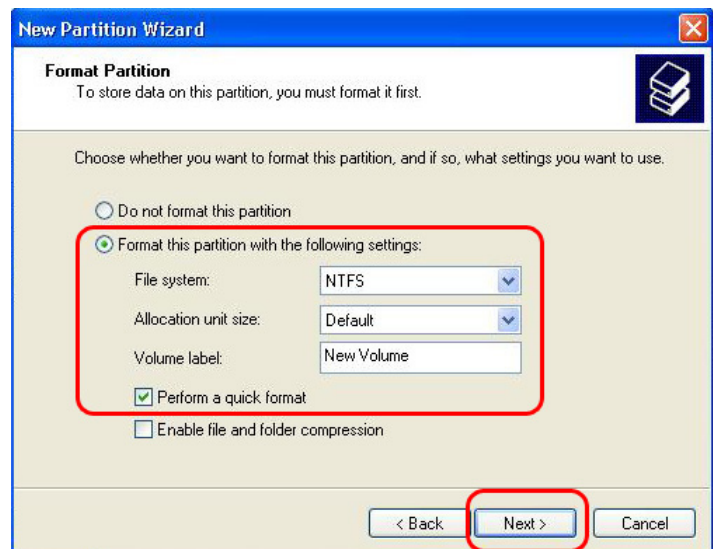 New Partition Wizard
Format Partition
To store data on this partition, you must format it first.
Choose whether you want to format this partition, and if so, what settings you want to use.
Do not format this partition
Format this partition with the following settings:
File system: NTFS
Allocation unit size: Default
Volume label: New Volume
Perform a quick format
Enable file and folder compression
< Back Next > Cancel